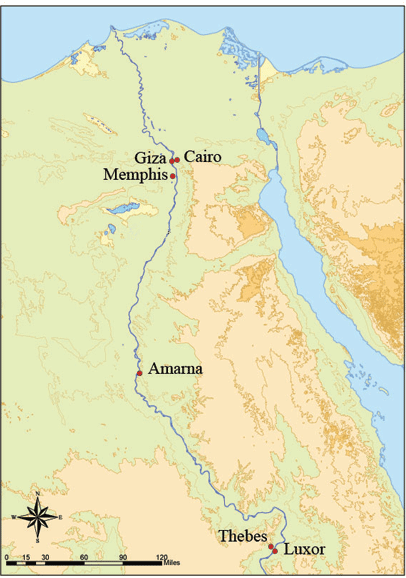 Giza Cairo
Memphis
Amarna
N
W E
S
Thebes
Luxor
0 15 30 60 90 120
Miles